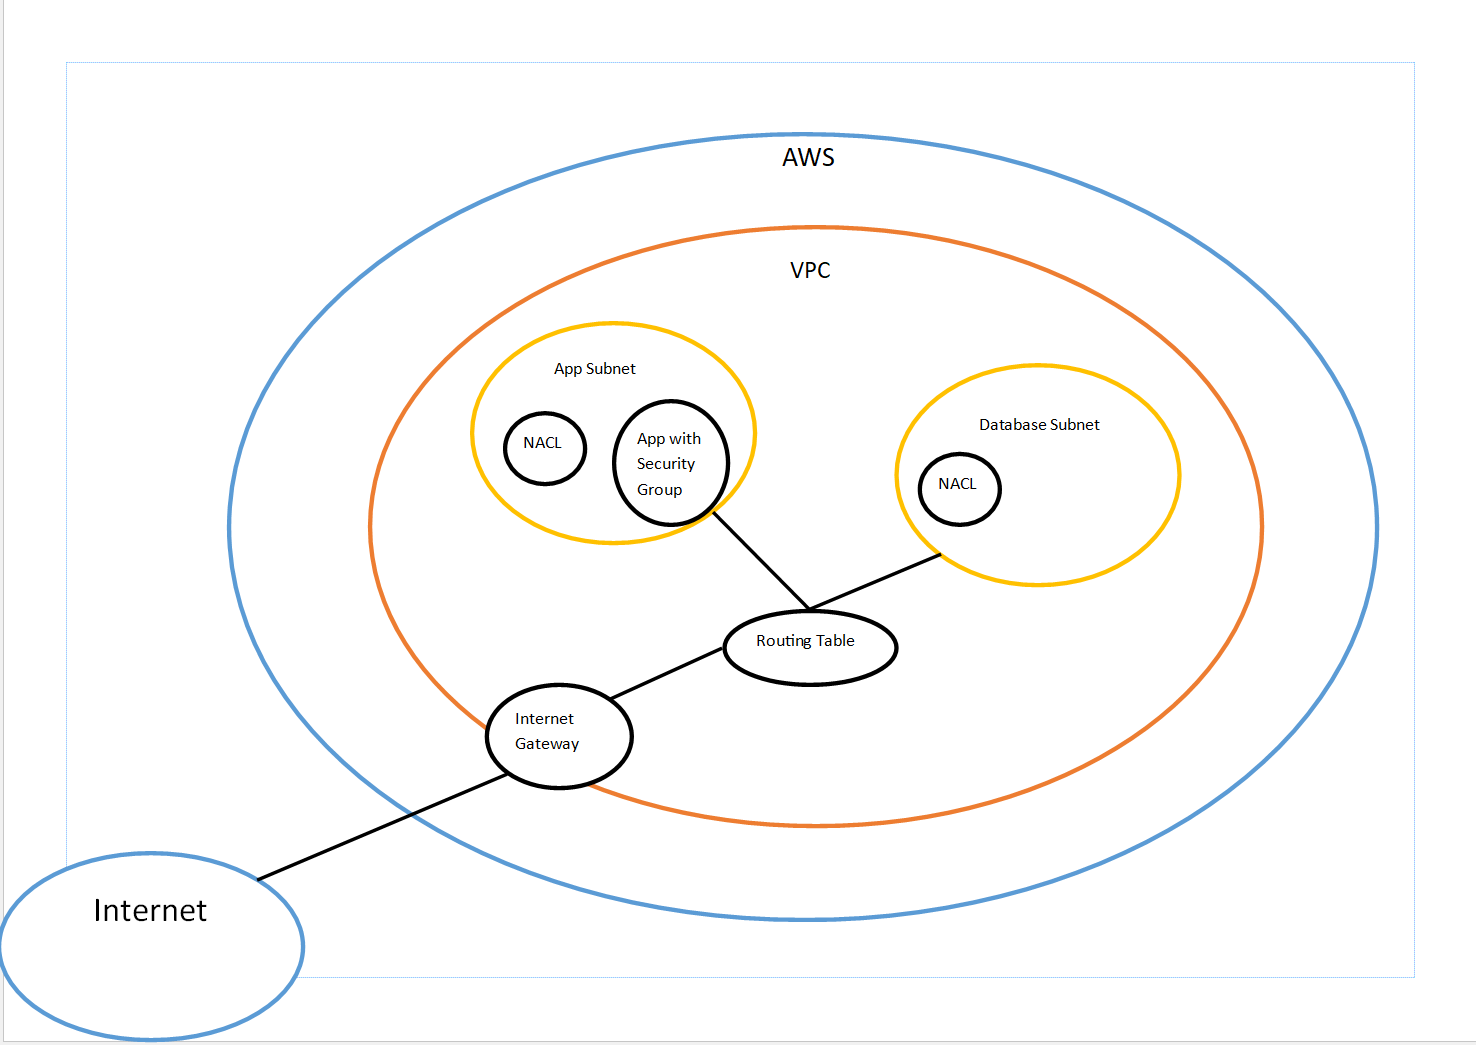 AWS
VPC
App Subnet
NACL
App with
Security
Group
Database Subnet
NACL
Routing Table
Internet
Gateway
Internet